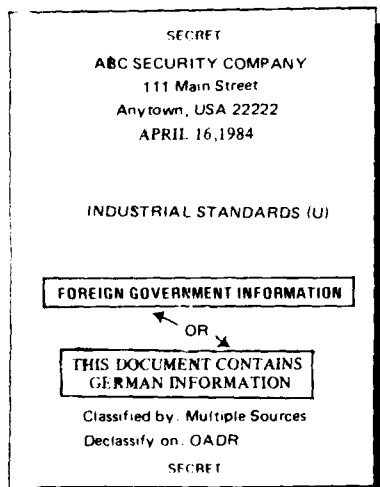 SECRET
ABC SECURITY COMPANY
111 Main Street
Anytown, USA 22222
APRIL 16,1984
INDUSTRIAL STANDARDS (U)
FOREIGN GOVERNMENT INFORMATION
OR
THIS DOCUMENT CONTAINS
GERMAN INFORMATION
Classified by. Multiple Sources
Declassify on. OADR
SECRET